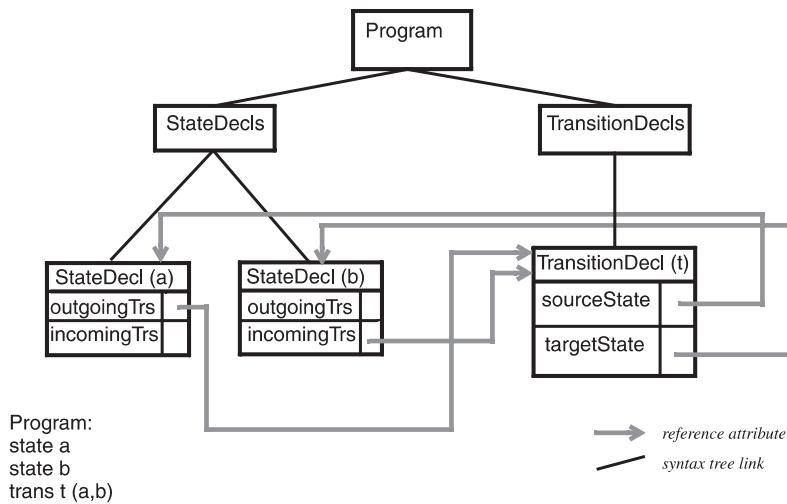 Program
StateDecls
TransitionDecls
StateDecl (a)
outgoingTrs
incomingTrs
StateDecl (b)
outgoingTrs
incomingTrs
TransitionDecl (t)
sourceState
targetState
Program:
state a
state b
trans t (a,b)
reference attribute
syntax tree link